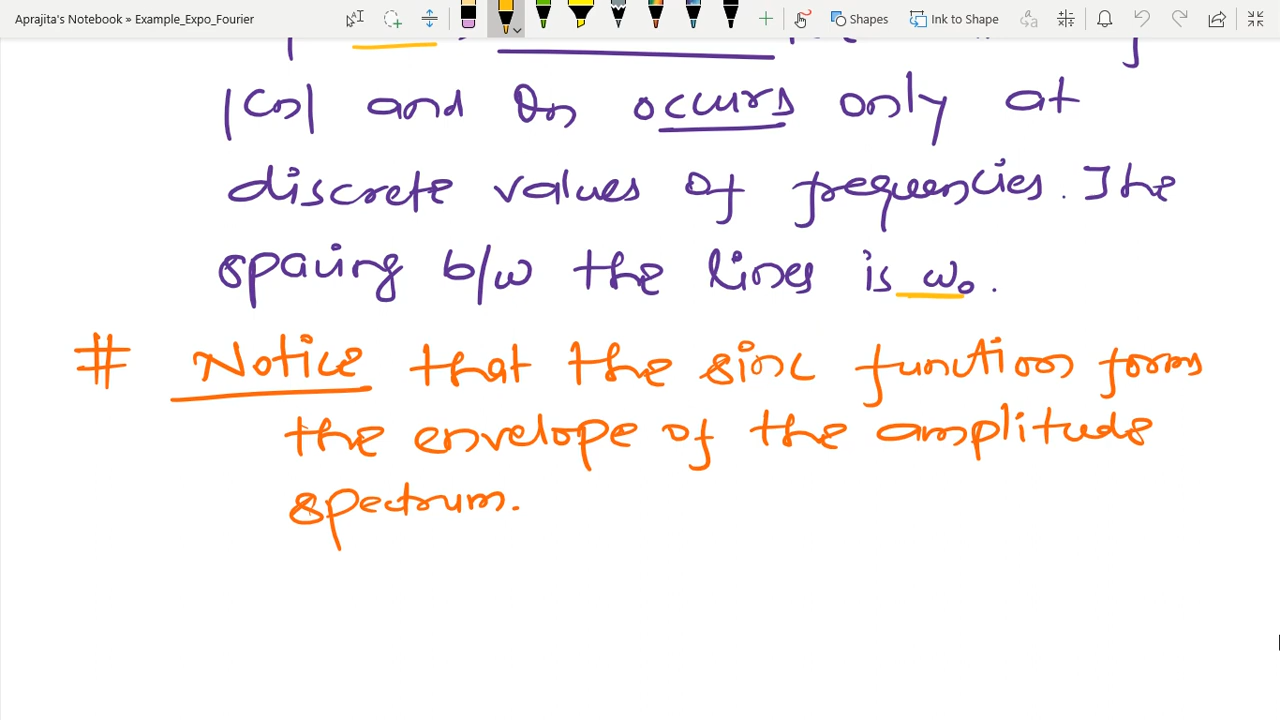 Aprajita's Notebook » Example_Expo_Fourier
Shapes
Ink to Shape
|Cn| and θn occurs only at
discrete values of frequencies. The
spacing b/w the lines is ω₀.
# Notice that the sinc function forms
the envelope of the amplitude
spectrum.